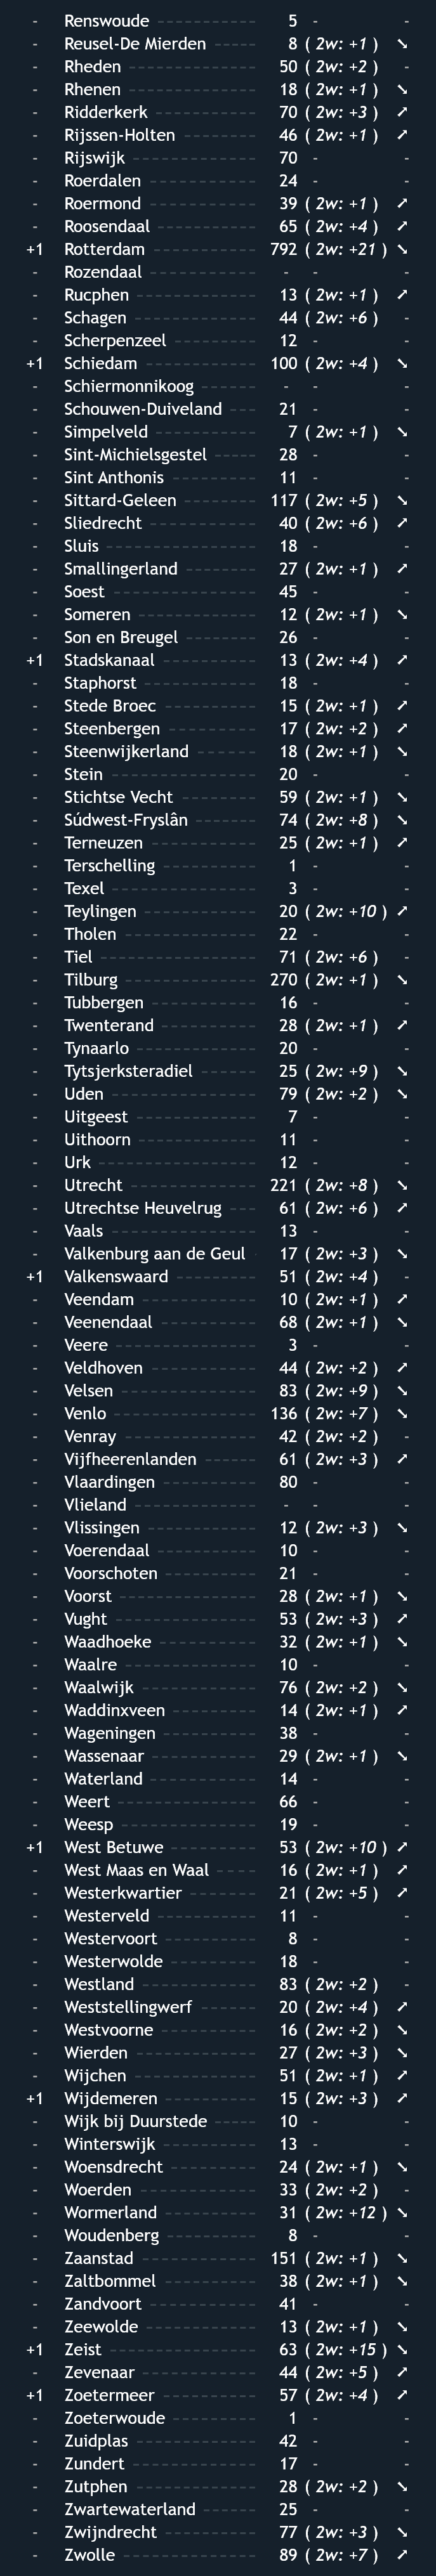 - Renswoude 5 - -
- Reusel-De Mierden 8 ( 2w: +1 ) ➘
- Rheden 50 ( 2w: +2 ) -
- Rhenen 18 ( 2w: +1 ) ➘
- Ridderkerk 70 ( 2w: +3 ) ➚
- Rijssen-Holten 46 ( 2w: +1 ) ➚
- Rijswijk 70 - -
- Roerdalen 24 - -
- Roermond 39 ( 2w: +1 ) ➚
- Roosendaal 65 ( 2w: +4 ) ➚
+1 Rotterdam 792 ( 2w: +21 ) ➘
- Rozendaal - - -
- Rucphen 13 ( 2w: +1 ) ➚
- Schagen 44 ( 2w: +6 ) -
- Scherpenzeel 12 - -
+1 Schiedam 100 ( 2w: +4 ) ➘
- Schiermonnikoog - - -
- Schouwen-Duiveland 21 - -
- Simpelveld 7 ( 2w: +1 ) ➘
- Sint-Michielsgestel 28 - -
- Sint Anthonis 11 - -
- Sittard-Geleen 117 ( 2w: +5 ) ➘
- Sliedrecht 40 ( 2w: +6 ) ➚
- Sluis 18 - -
- Smallingerland 27 ( 2w: +1 ) ➚
- Soest 45 - -
- Someren 12 ( 2w: +1 ) ➘
- Son en Breugel 26 - -
+1 Stadskanaal 13 ( 2w: +4 ) ➚
- Staphorst 18 - -
- Stede Broec 15 ( 2w: +1 ) ➚
- Steenbergen 17 ( 2w: +2 ) ➚
- Steenwijkerland 18 ( 2w: +1 ) ➘
- Stein 20 - -
- Stichtse Vecht 59 ( 2w: +1 ) ➘
- Súdwest-Fryslân 74 ( 2w: +8 ) ➘
- Terneuzen 25 ( 2w: +1 ) ➚
- Terschelling 1 - -
- Texel 3 - -
- Teylingen 20 ( 2w: +10 ) ➚
- Tholen 22 - -
- Tiel 71 ( 2w: +6 ) -
- Tilburg 270 ( 2w: +1 ) ➘
- Tubbergen 16 - -
- Twenterand 28 ( 2w: +1 ) ➚
- Tynaarlo 20 - -
- Tytsjerksteradiel 25 ( 2w: +9 ) ➘
- Uden 79 ( 2w: +2 ) ➘
- Uitgeest 7 - -
- Uithoorn 11 - -
- Urk 12 - -
- Utrecht 221 ( 2w: +8 ) ➘
- Utrechtse Heuvelrug 61 ( 2w: +6 ) ➚
- Vaals 13 - -
- Valkenburg aan de Geul 17 ( 2w: +3 ) ➘
+1 Valkenswaard 51 ( 2w: +4 ) -
- Veendam 10 ( 2w: +1 ) ➚
- Veenendaal 68 ( 2w: +1 ) ➘
- Veere 3 - -
- Veldhoven 44 ( 2w: +2 ) ➚
- Velsen 83 ( 2w: +9 ) ➘
- Venlo 136 ( 2w: +7 ) ➘
- Venray 42 ( 2w: +2 ) -
- Vijfheerenlanden 61 ( 2w: +3 ) ➚
- Vlaardingen 80 - -
- Vlieland - - -
- Vlissingen 12 ( 2w: +3 ) ➘
- Voerendaal 10 - -
- Voorschoten 21 - -
- Voorst 28 ( 2w: +1 ) ➘
- Vught 53 ( 2w: +3 ) ➚
- Waadhoeke 32 ( 2w: +1 ) ➘
- Waalre 10 - -
- Waalwijk 76 ( 2w: +2 ) ➘
- Waddinxveen 14 ( 2w: +1 ) ➚
- Wageningen 38 - -
- Wassenaar 29 ( 2w: +1 ) ➘
- Waterland 14 - -
- Weert 66 - -
- Weesp 19 - -
+1 West Betuwe 53 ( 2w: +10 ) ➚
- West Maas en Waal 16 ( 2w: +1 ) ➚
- Westerkwartier 21 ( 2w: +5 ) ➚
- Westerveld 11 - -
- Westervoort 8 - -
- Westerwolde 18 - -
- Westland 83 ( 2w: +2 ) -
- Weststellingwerf 20 ( 2w: +4 ) ➚
- Westvoorne 16 ( 2w: +2 ) ➘
- Wierden 27 ( 2w: +3 ) ➘
- Wijchen 51 ( 2w: +1 ) ➚
+1 Wijdemeren 15 ( 2w: +3 ) ➚
- Wijk bij Duurstede 10 - -
- Winterswijk 13 - -
- Woensdrecht 24 ( 2w: +1 ) ➘
- Woerden 33 ( 2w: +2 ) -
- Wormerland 31 ( 2w: +12 ) ➘
- Woudenberg 8 - -
- Zaanstad 151 ( 2w: +1 ) ➘
- Zaltbommel 38 ( 2w: +1 ) ➘
- Zandvoort 41 - -
- Zeewolde 13 ( 2w: +1 ) ➘
+1 Zeist 63 ( 2w: +15 ) ➘
- Zevenaar 44 ( 2w: +5 ) ➚
+1 Zoetermeer 57 ( 2w: +4 ) ➚
- Zoeterwoude 1 - -
- Zuidplas 42 - -
- Zundert 17 - -
- Zutphen 28 ( 2w: +2 ) ➘
- Zwartewaterland 25 - -
- Zwijndrecht 77 ( 2w: +3 ) ➘
- Zwolle 89 ( 2w: +7 ) ➚